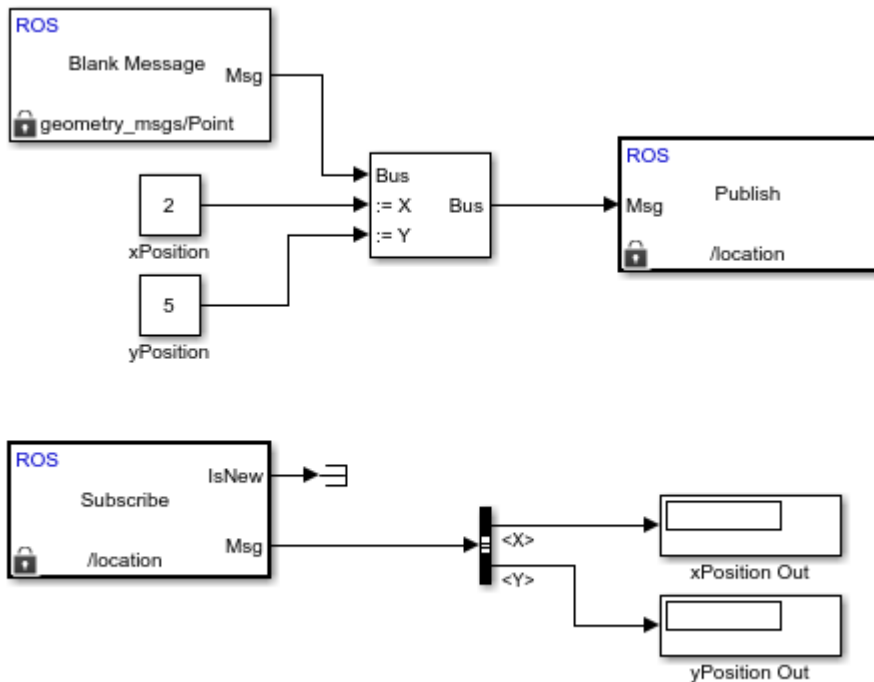 ROS
Blank Message
Msg
geometry_msgs/Point
2
xPosition
5
yPosition
Bus
:= X
:= Y
Bus
ROS
Publish
Msg
/location
ROS
IsNew
Subscribe
Msg
/location
<X>
<Y>
xPosition Out
yPosition Out